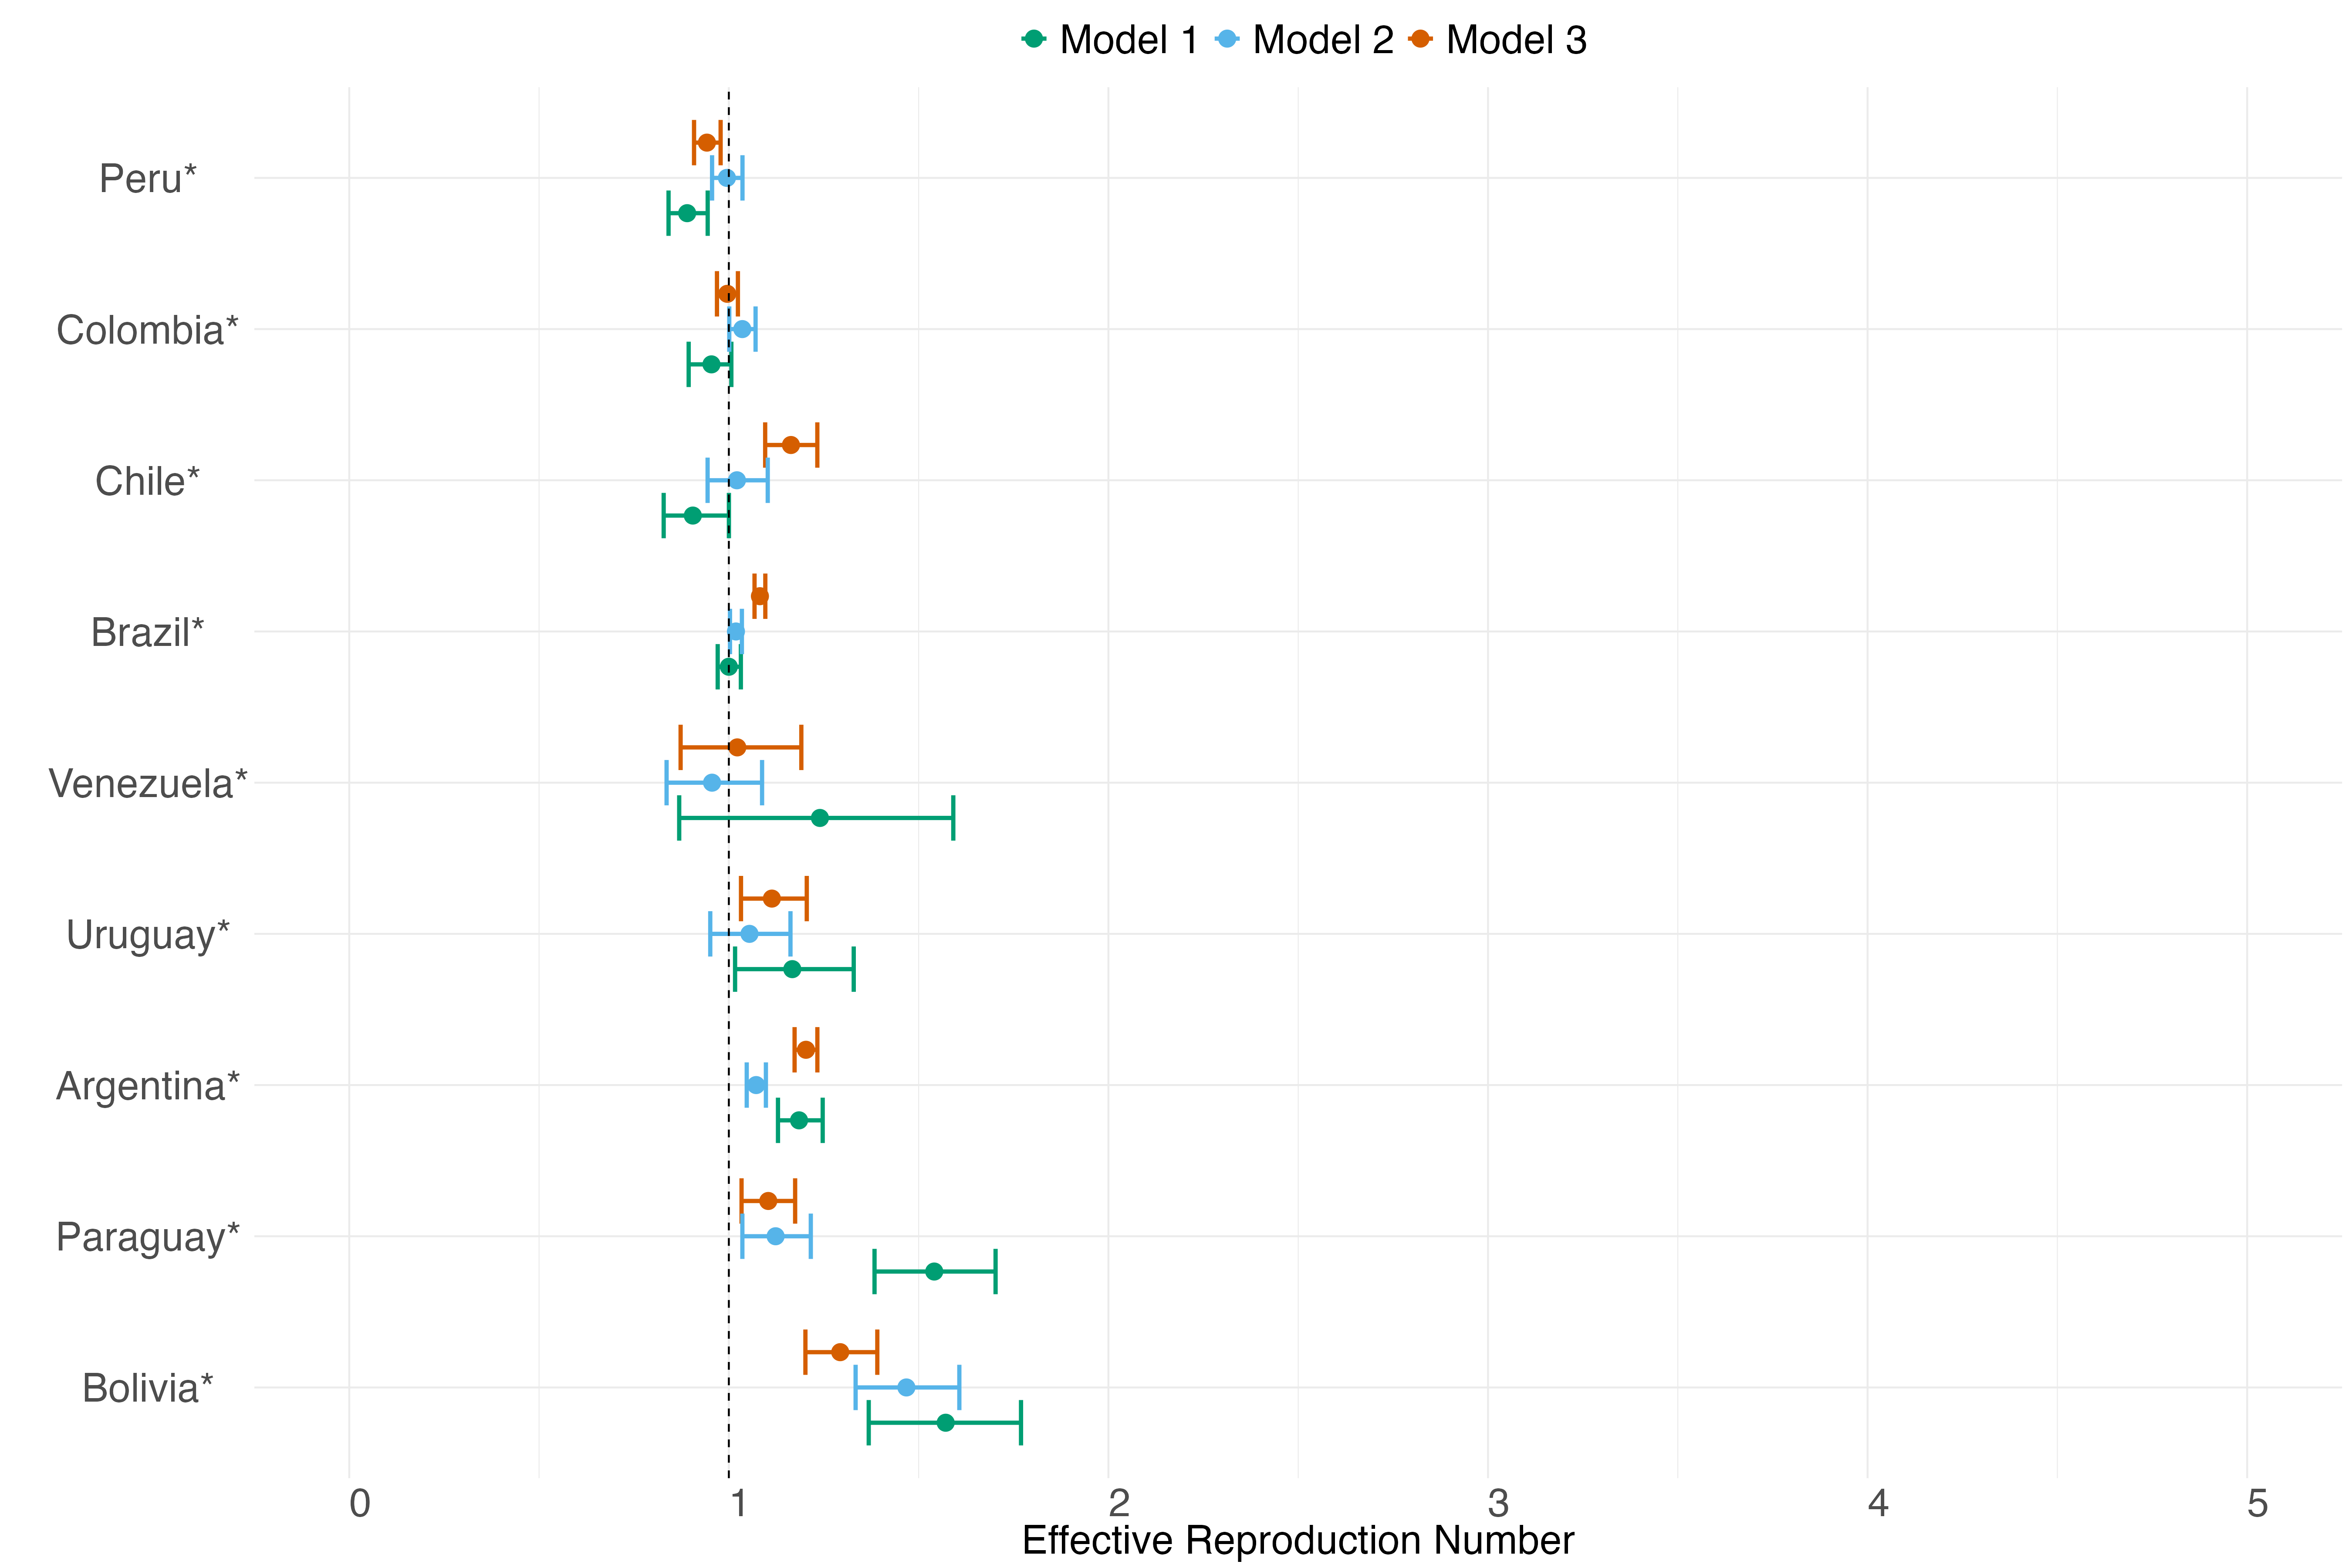 Model 1 Model 2 Model 3
Peru*
Colombia*
Chile*
Brazil*
Venezuela*
Uruguay*
Argentina*
Paraguay*
Bolivia*
0 1 2 3 4 5
Effective Reproduction Number